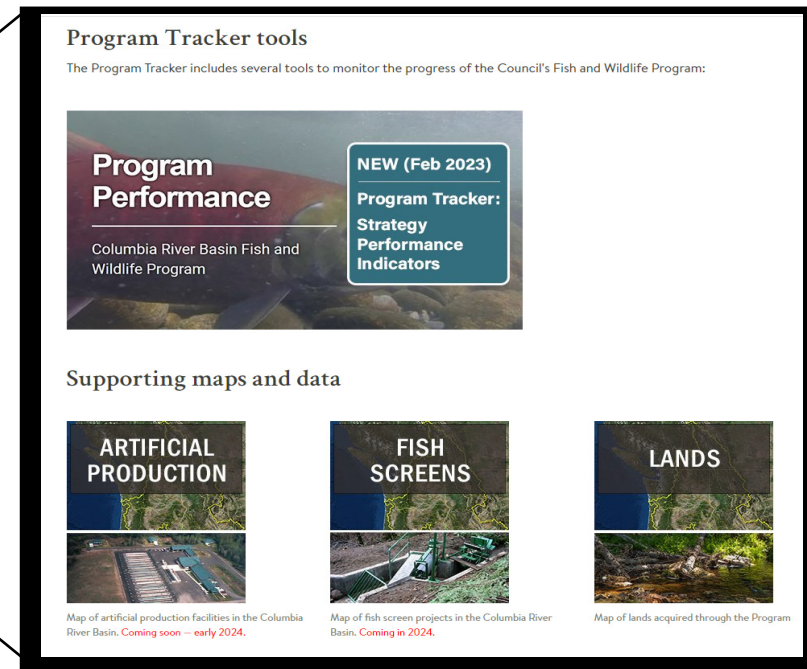 Program Tracker tools
The Program Tracker includes several tools to monitor the progress of the Council's Fish and Wildlife Program:
Program
Performance
Columbia River Basin Fish and
Wildlife Program
NEW (Feb 2023)
Program Tracker:
Strategy
Performance
Indicators
Supporting maps and data
ARTIFICIAL
PRODUCTION
FISH
SCREENS
LANDS
Map of artificial production facilities in the Columbia
River Basin. Coming soon — early 2024.
Map of fish screen projects in the Columbia River
Basin. Coming in 2024.
Map of lands acquired through the Program